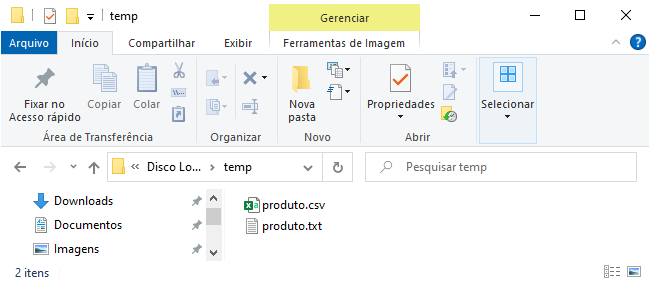 temp
Gerenciar
Arquivo Início Compartilhar Exibir Ferramentas de Imagem
Fixar no Acesso rápido
Copiar
Colar
Área de Transferência
Organizar
Nova pasta
Novo
Propriedades
Abrir
Selecionar
« Disco Lo... > temp
Pesquisar temp
Downloads
Documentos
Imagens
produto.csv
produto.txt
2 itens